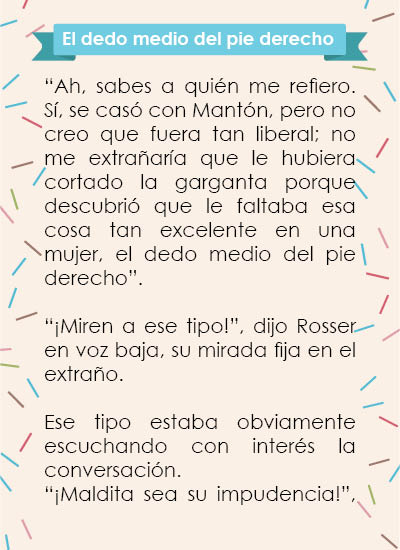 El dedo medio del pie derecho
“Ah, sabes a quién me refiero.
Sí, se casó con Mantón, pero no
creo que fuera tan liberal; no
me extrañaría que le hubiera
cortado la garganta porque
descubrió que le faltaba esa
cosa tan excelente en una
mujer, el dedo medio del pie
derecho”.
“¡Miren a ese tipo!”, dijo Rosser
en voz baja, su mirada fija en el
extraño.
Ese tipo estaba obviamente
escuchando con interés la
conversación.
“¡Maldita sea su impudencia!”,